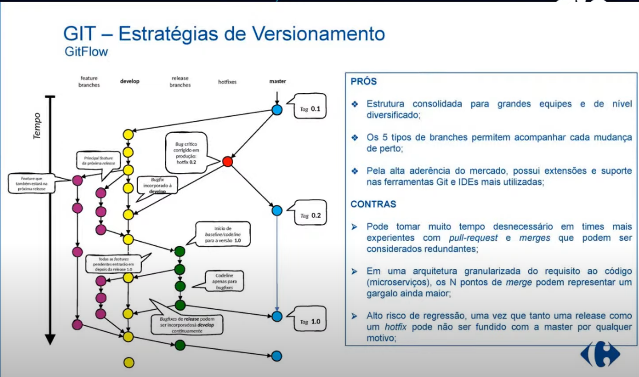 GIT – Estratégias de Versionamento
GitFlow
feature
branches
develop
release
branches
hotfixes
master
Tempo
Tag 0.1
Bug crítico
corrigido em
produção:
hotfix 0.2
Principal feature
da próxima release
Feature que
também estará na
próxima release
Bugfix
incorporado à
develop
Tag 0.2
Início de
baseline/codeline
para a versão 1.0
Todas as features
pendentes entrarão em
depois da release 1.0
Codeline
apenas para
bugfixes
Bugfixes da release podem
ser incorporados à develop
continuamente
Tag 1.0
PRÓS
❖ Estrutura consolidada para grandes equipes e de nível
diversificado;
❖ Os 5 tipos de branches permitem acompanhar cada mudança
de perto;
❖ Pela alta aderência do mercado, possui extensões e suporte
nas ferramentas Git e IDEs mais utilizadas;
CONTRAS
➢ Pode tomar muito tempo desnecessário em times mais
experientes com pull-request e merges que podem ser
considerados redundantes;
➢ Em uma arquitetura granularizada do requisito ao código
(microserviços), os N pontos de merge podem representar um
gargalo ainda maior;
➢ Alto risco de regressão, uma vez que tanto uma release como
um hotfix pode não ser fundido com a master por qualquer
motivo;